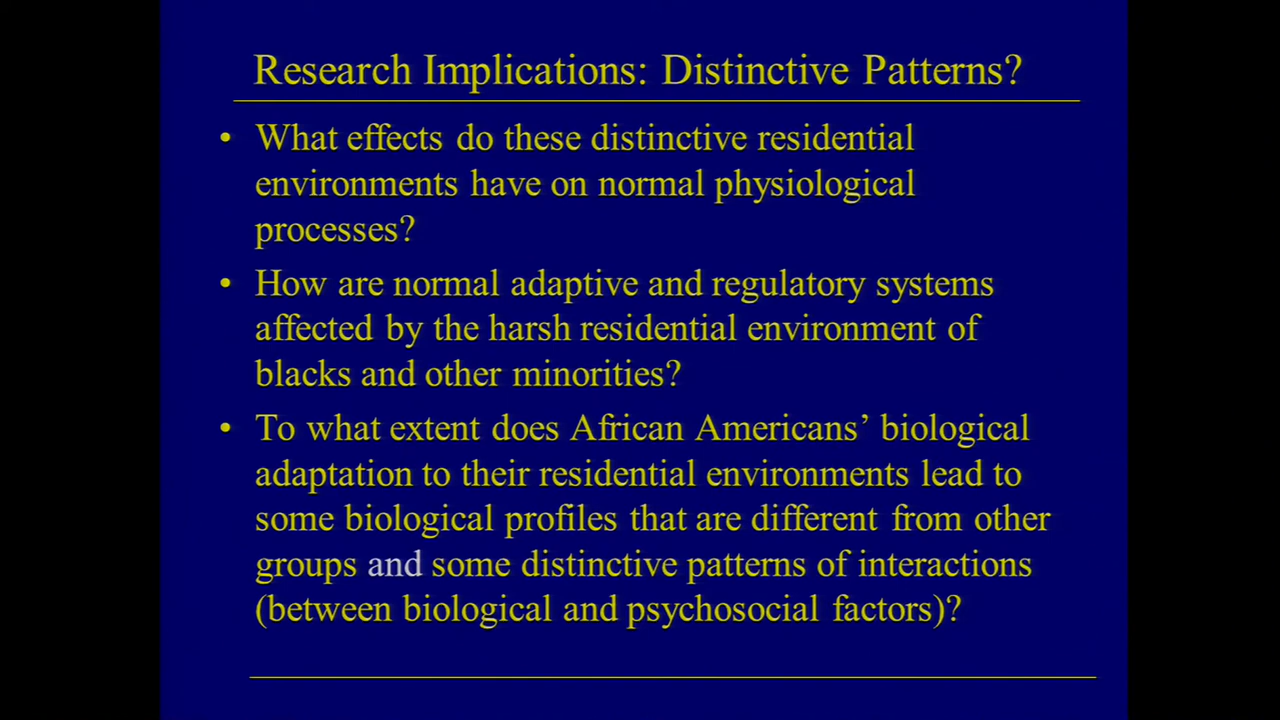 Research Implications: Distinctive Patterns?
• What effects do these distinctive residential
environments have on normal physiological
processes?
• How are normal adaptive and regulatory systems
affected by the harsh residential environment of
blacks and other minorities?
• To what extent does African Americans’ biological
adaptation to their residential environments lead to
some biological profiles that are different from other
groups and some distinctive patterns of interactions
(between biological and psychosocial factors)?